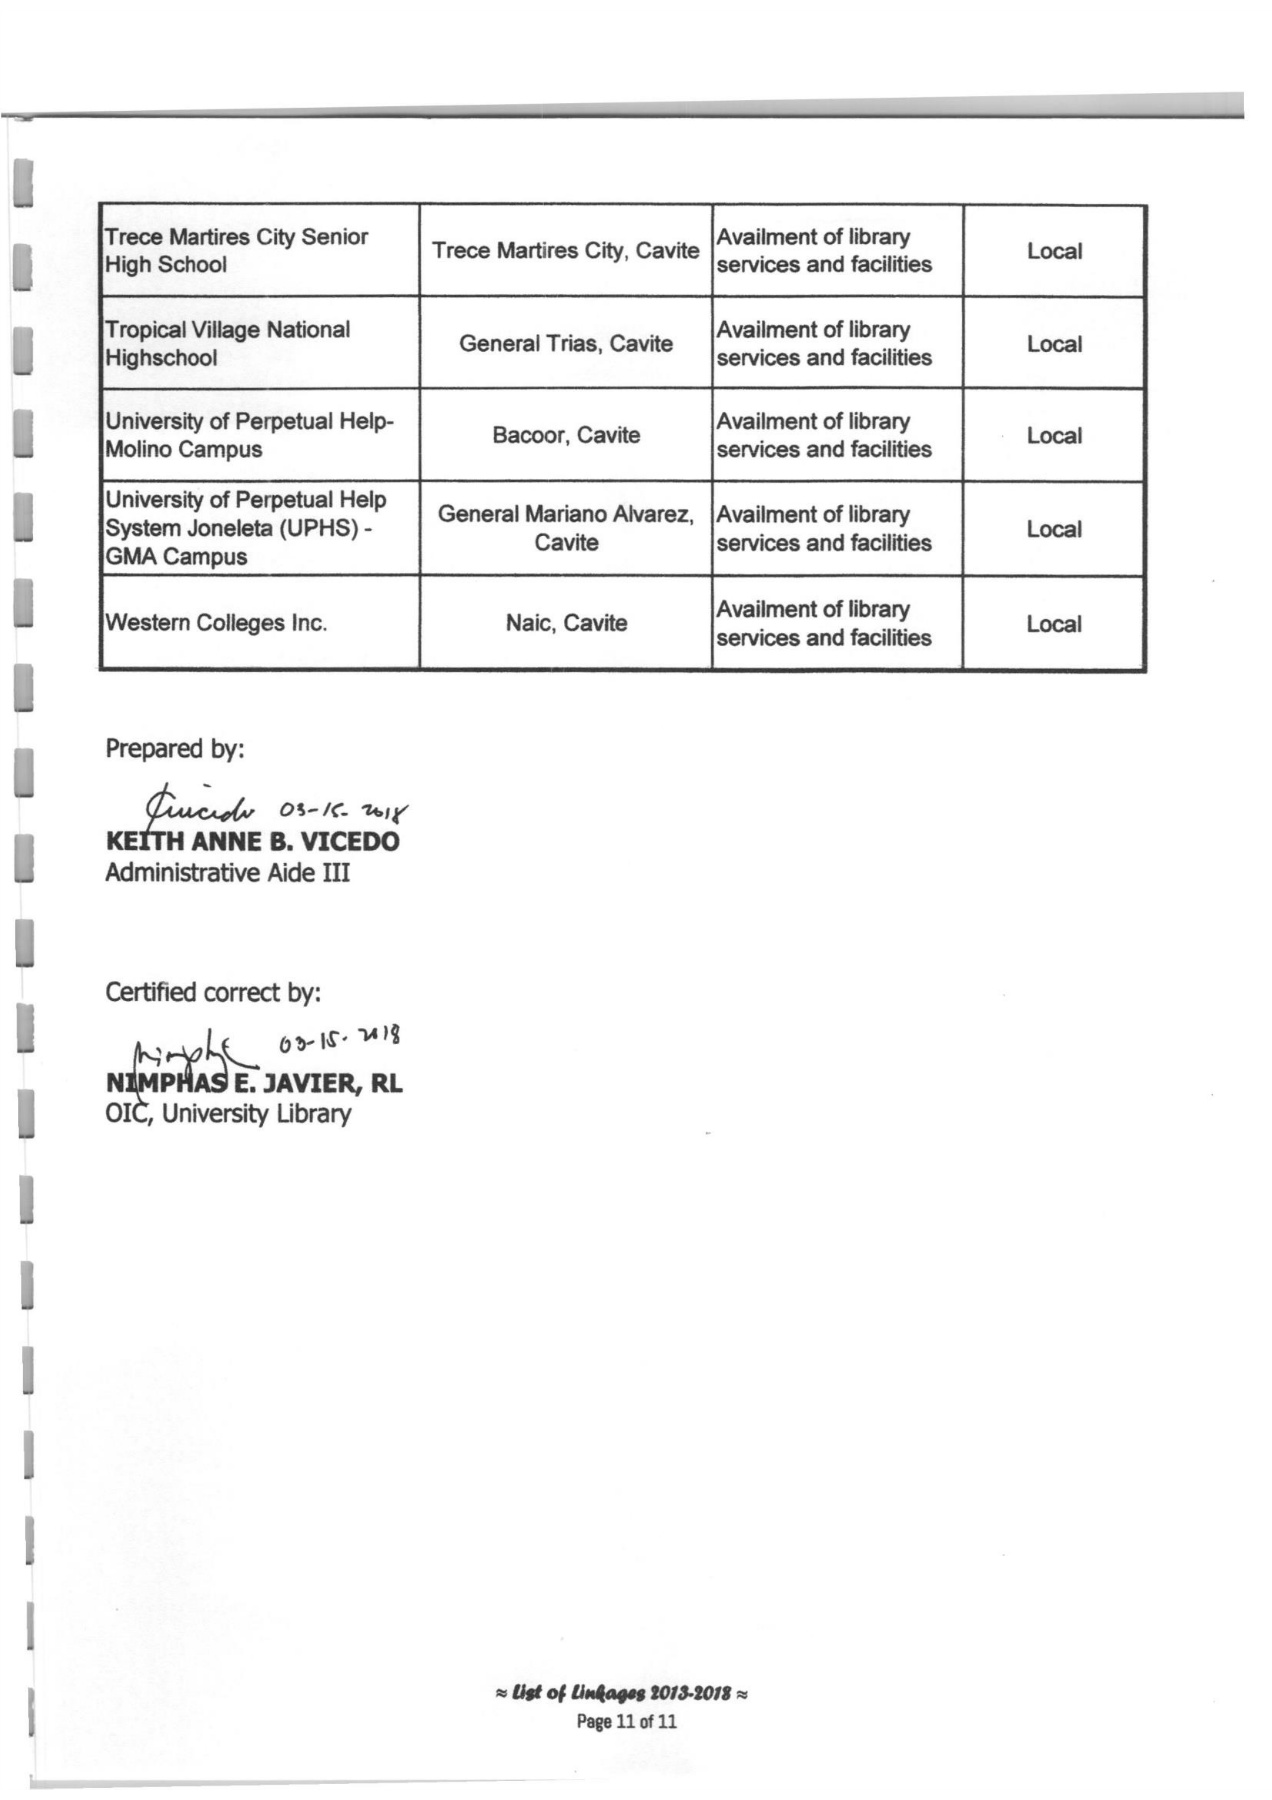 Trece Martires City Senior
High School
Trece Martires City, Cavite
Availment of library
services and facilities
Local
Tropical Village National
Highschool
General Trias, Cavite
Availment of library
services and facilities
Local
University of Perpetual Help-
Molino Campus
Bacoor, Cavite
Availment of library
services and facilities
Local
University of Perpetual Help
System Joneleta (UPHS) -
GMA Campus
General Mariano Alvarez,
Cavite
Availment of library
services and facilities
Local
Western Colleges Inc.
Naic, Cavite
Availment of library
services and facilities
Local
Prepared by:
03-15-2018
KEITH ANNE B. VICEDO
Administrative Aide III
Certified correct by:
03-15-2018
NIMPHAS E. JAVIER, RL
OIC, University Library
≈ List of Linkages 2013-2018 ≈
Page 11 of 11